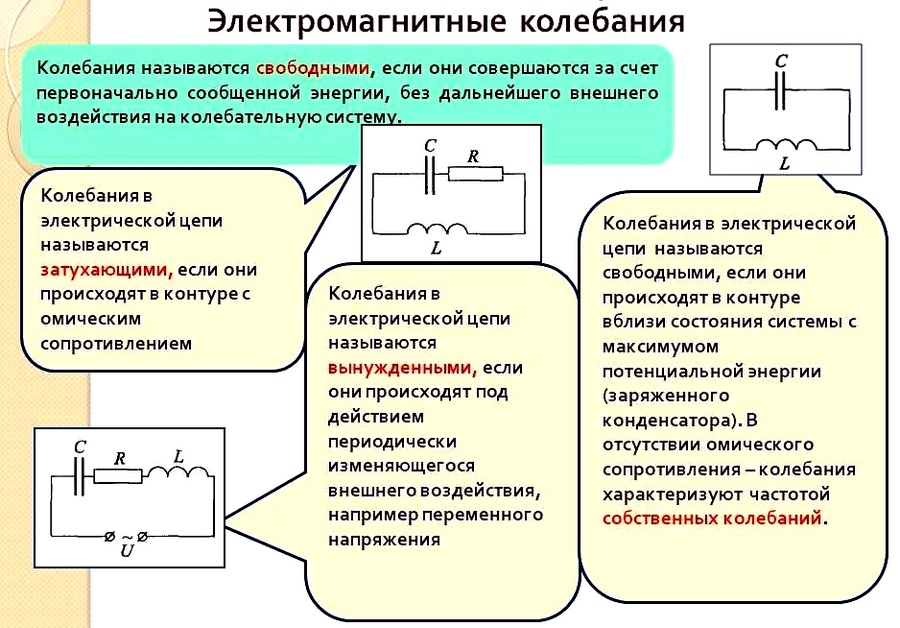 Электромагнитные колебания
Колебания называются свободными, если они совершаются за счет
первоначально сообщенной энергии, без дальнейшего внешнего
воздействия на колебательную систему.
C
L
C
R
L
Колебания в
электрической цепи
называются
затухающими, если они
происходят в контуре с
омическим
сопротивлением
Колебания в
электрической цепи
называются
вынужденными, если
они происходят под
действием
периодически
изменяющегося
внешнего воздействия,
например переменного
напряжения
Колебания в электрической
цепи называются
свободными, если они
происходят в контуре
вблизи состояния системы с
максимумом
потенциальной энергии
(заряженного
конденсатора). В
отсутствии омического
сопротивления – колебания
характеризуют частотой
собственных колебаний.
C
R
L
~
U